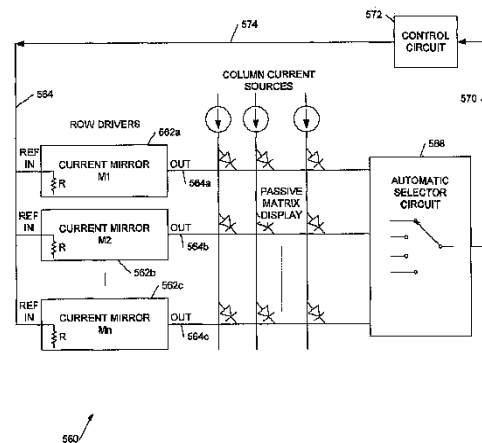 574
572
CONTROL
CIRCUIT
564
COLUMN CURRENT
SOURCES
570
ROW DRIVERS
562a
568
REF
IN
CURRENT MIRROR
M1
R
OUT
564a
AUTOMATIC
SELECTOR
CIRCUIT
PASSIVE
MATRIX
DISPLAY
REF
IN
CURRENT MIRROR
M2
R
OUT
564b
562b
562c
REF
IN
CURRENT MIRROR
Mn
R
OUT
564c
560